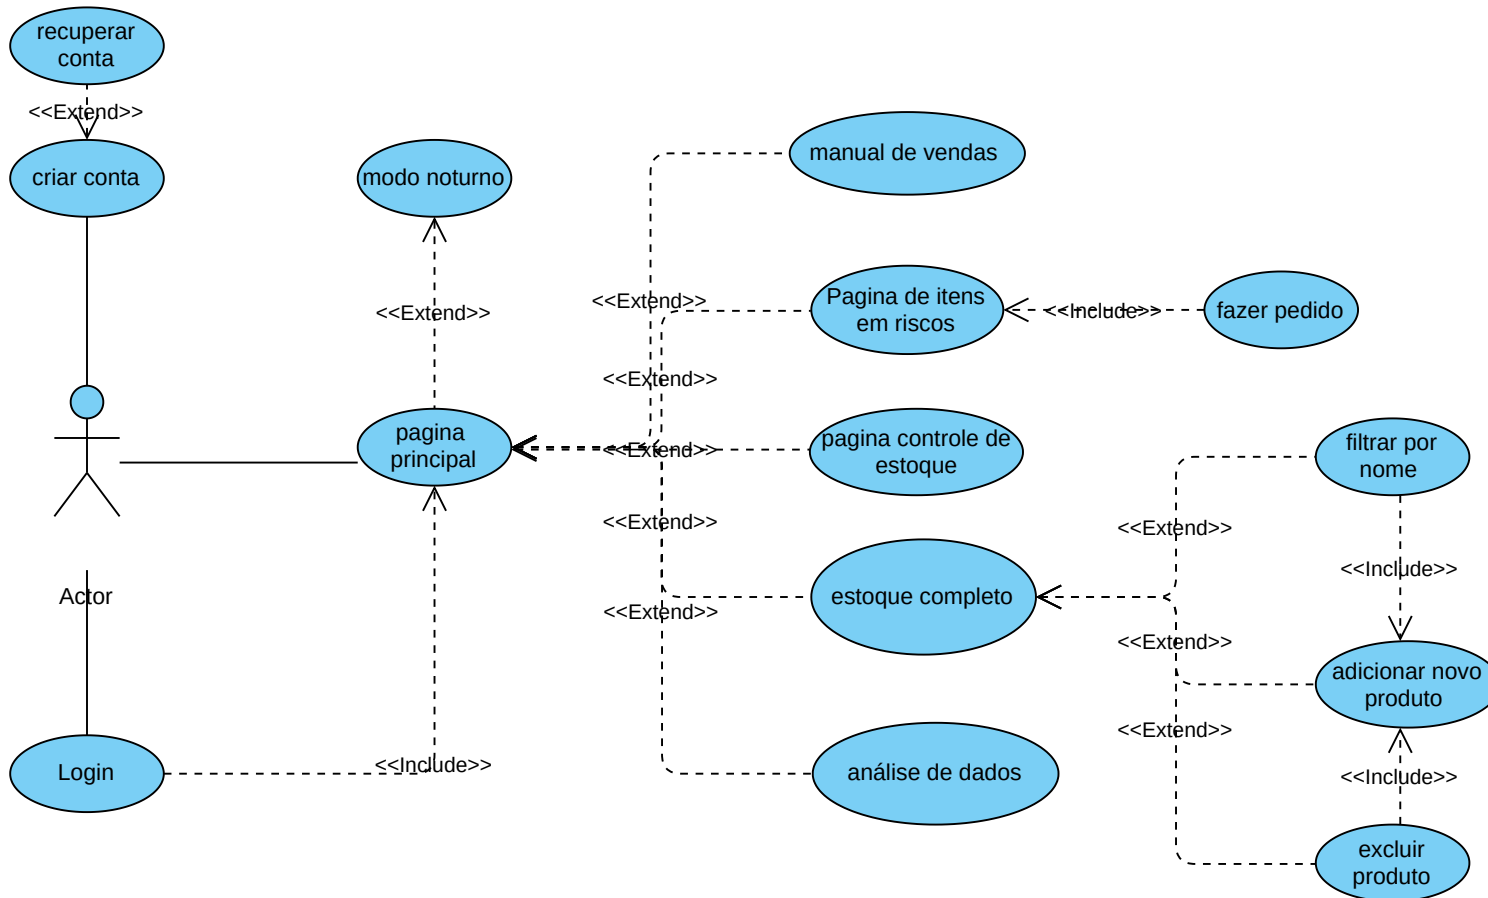 recuperar
conta
<<Extend>>
criar conta
modo noturno
manual de vendas
<<Extend>>
<<Extend>>
Pagina de itens
em riscos
<<Include>>
fazer pedido
<<Extend>>
pagina
principal
<<Extend>>
pagina controle de
estoque
filtrar por
nome
<<Extend>>
<<Extend>>
<<Include>>
Actor
estoque completo
<<Extend>>
<<Extend>>
adicionar novo
produto
<<Extend>>
Login
<<Include>>
análise de dados
<<Include>>
excluir
produto